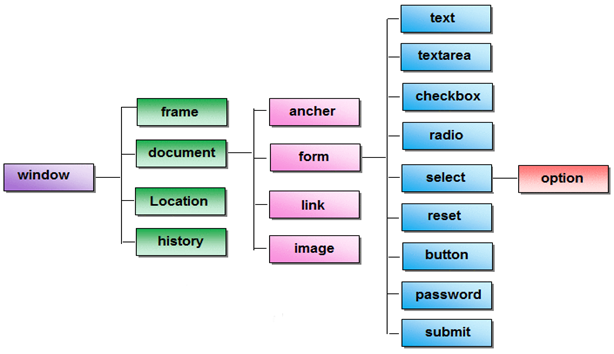 window
frame
document
Location
history
ancher
form
link
image
text
textarea
checkbox
radio
select
reset
button
password
submit
option